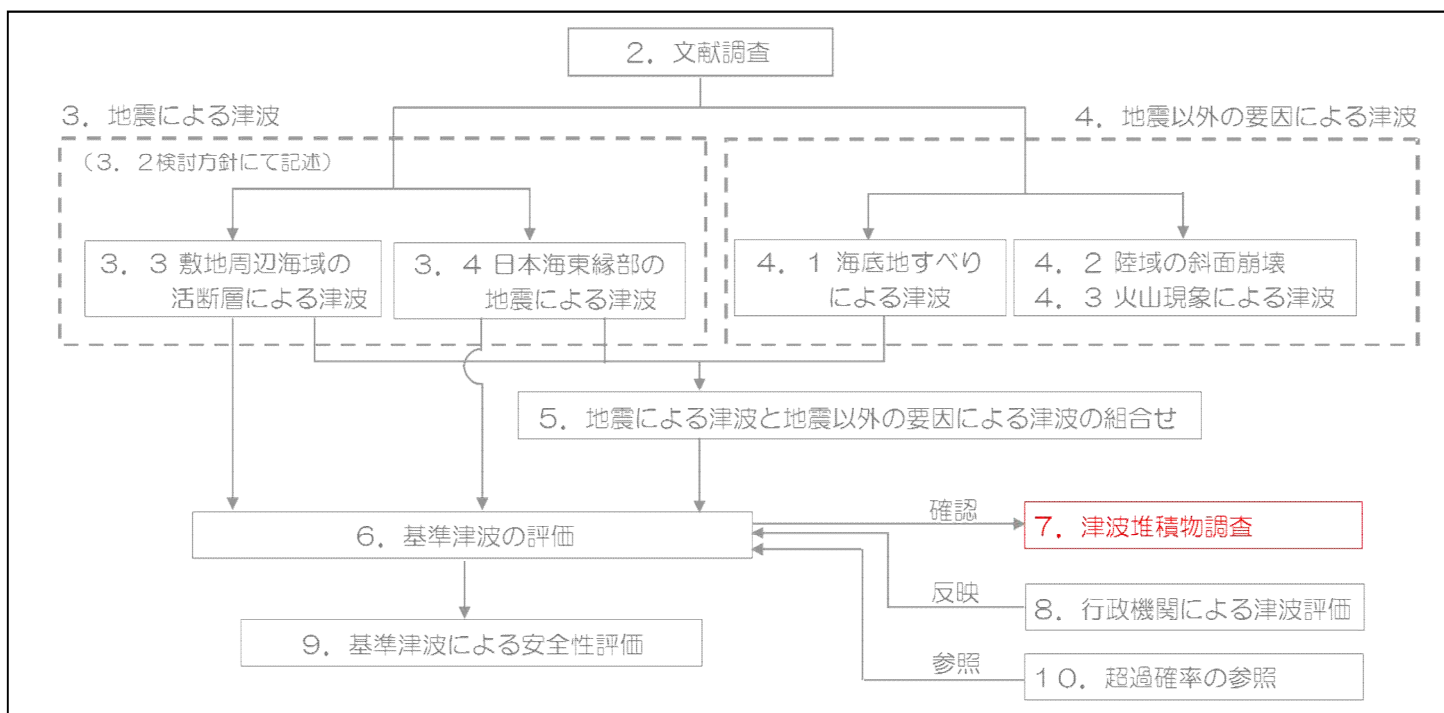 ２．文献調査
３．地震による津波
４．地震以外の要因による津波
（３．２検討方針にて記述）
３．３ 敷地周辺海域の
活断層による津波
３．４ 日本海東縁部の
地震による津波
４．１ 海底地すべり
による津波
４．２ 陸域の斜面崩壊
４．３ 火山現象による津波
５．地震による津波と地震以外の要因による津波の組合せ
６．基準津波の評価
確認
７．津波堆積物調査
反映
８．行政機関による津波評価
９．基準津波による安全性評価
参照
１０．超過確率の参照